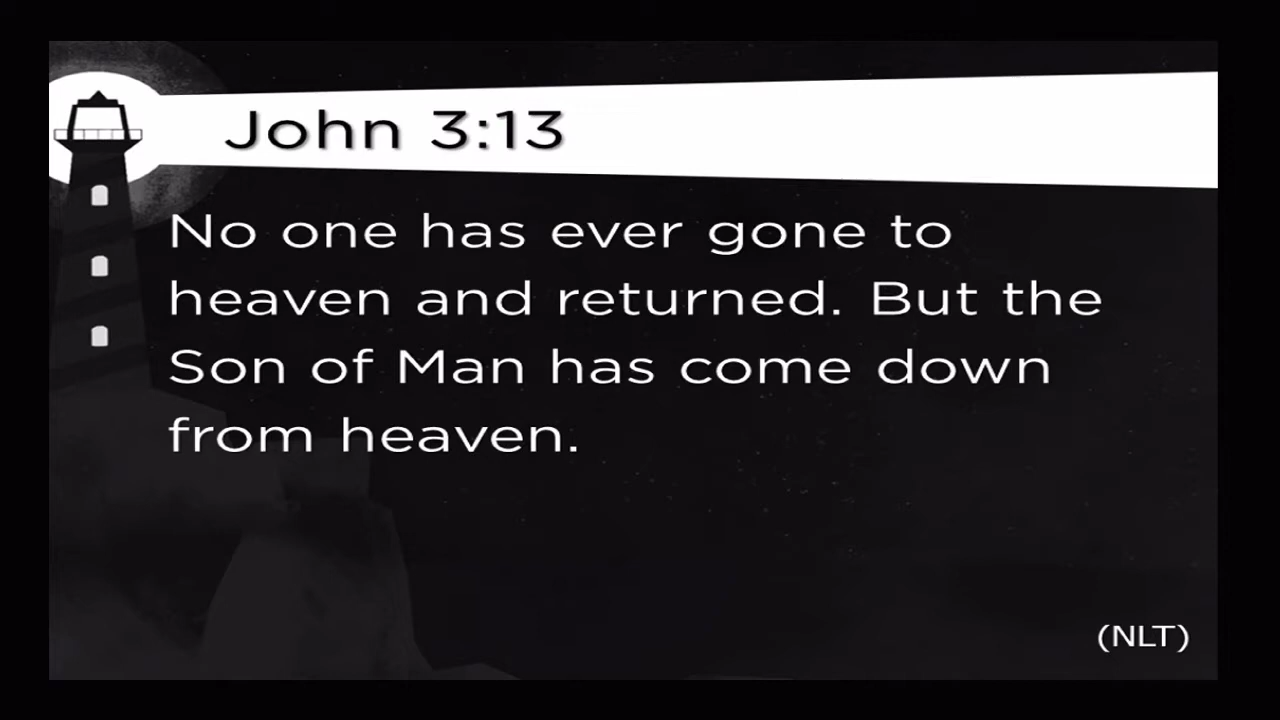 John 3:13
No one has ever gone to
heaven and returned. But the
Son of Man has come down
from heaven.
(NLT)